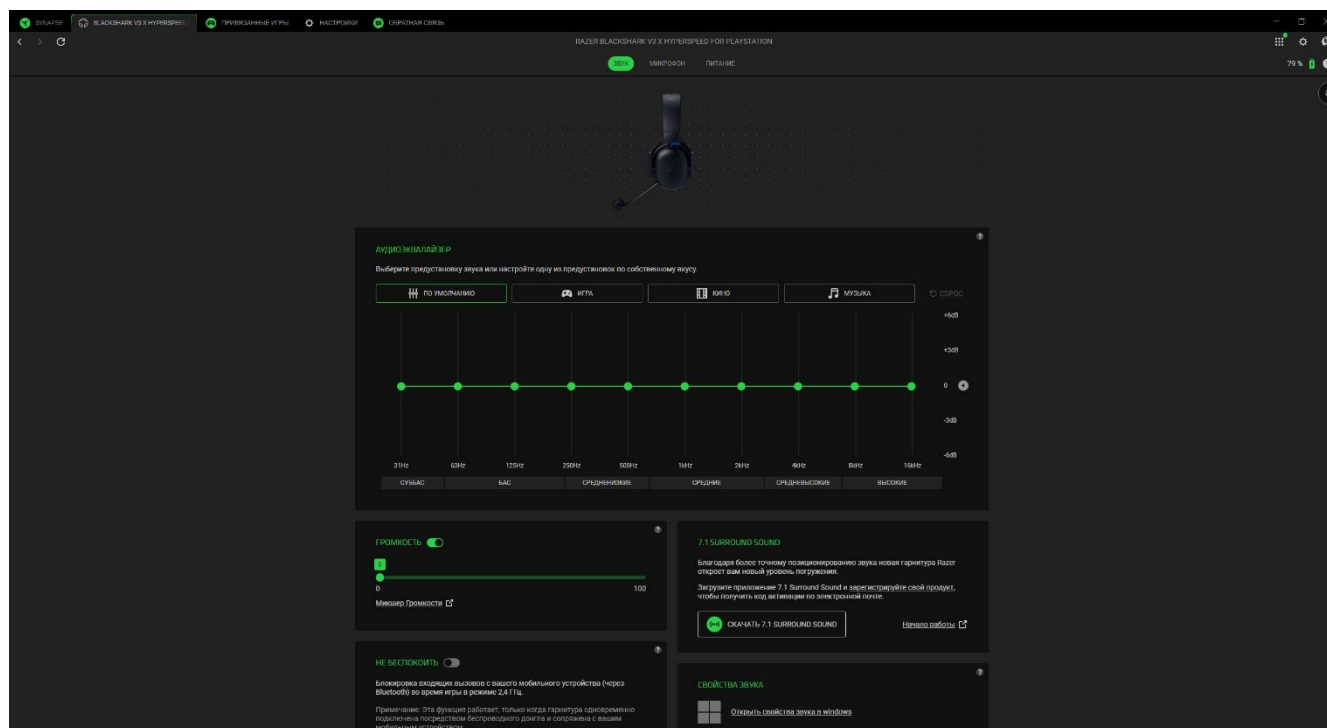 SYNAPSE
BLACKSHARK V3 X HYPERSPEED
ПРИВЯЗАННЫЕ ИГРЫ
НАСТРОЙКИ
ОБРАТНАЯ СВЯЗЬ
RAZER BLACKSHARK V3 X HYPERSPEED FOR PLAYSTATION
ЗВУК
МИКРОФОН
ПИТАНИЕ
79 %
АУДИОЭКВАЛАЙЗЕР
Выберите предустановку звука или настройте одну из предустановок по собственному вкусу.
ПО УМОЛЧАНИЮ
ИГРА
КИНО
МУЗЫКА
СБРОС
+6dB
+3dB
0
-3dB
-6dB
31Hz 63Hz 125Hz 250Hz 500Hz 1kHz 2kHz 4kHz 8kHz 16kHz
СУББАС БАС СРЕДНЕНИЗКИЕ СРЕДНИЕ СРЕДНЕВЫСОКИЕ ВЫСОКИЕ
ГРОМКОСТЬ
0
0 100
Микшер Громкости
7.1 SURROUND SOUND
Благодаря более точному позиционированию звука новая гарнитура Razer
откроет вам новый уровень погружения.
Загрузите приложение 7.1 Surround Sound и зарегистрируйте свой продукт,
чтобы получить код активации по электронной почте.
СКАЧАТЬ 7.1 SURROUND SOUND
Начало работы
НЕ БЕСПОКОИТЬ
Блокировка входящих вызовов с вашего мобильного устройства (через
Bluetooth) во время игры в режиме 2,4 ГГц.
Примечание: Эта функция работает, только когда гарнитура одновременно
подключена посредством беспроводного донгла и сопряжена с вашим
мобильным устройством.
СВОЙСТВА ЗВУКА
Открыть свойства звука в windows